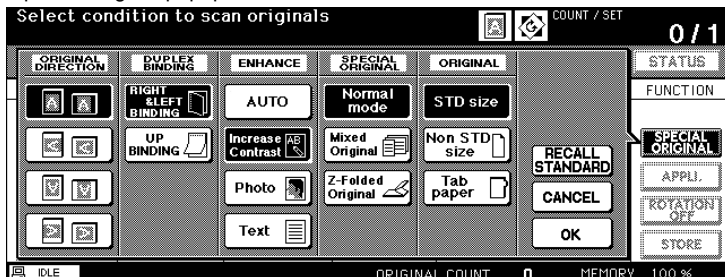 Select condition to scan originals
COUNT / SET
0/1
ORIGINAL DIRECTION
DUPLEX BINDING
ENHANCE
SPECIAL ORIGINAL
ORIGINAL
STATUS
FUNCTION
RIGHT &LEFT BINDING
AUTO
Normal mode
STD size
UP BINDING
Increase Contrast
Mixed Original
Non STD size
RECALL STANDARD
SPECIAL ORIGINAL
Photo
Z-Folded Original
Tab paper
CANCEL
APPLI.
ROTATION OFF
Text
OK
STORE
IDLE
ORIGINAL COUNT 0 MEMORY 100 %